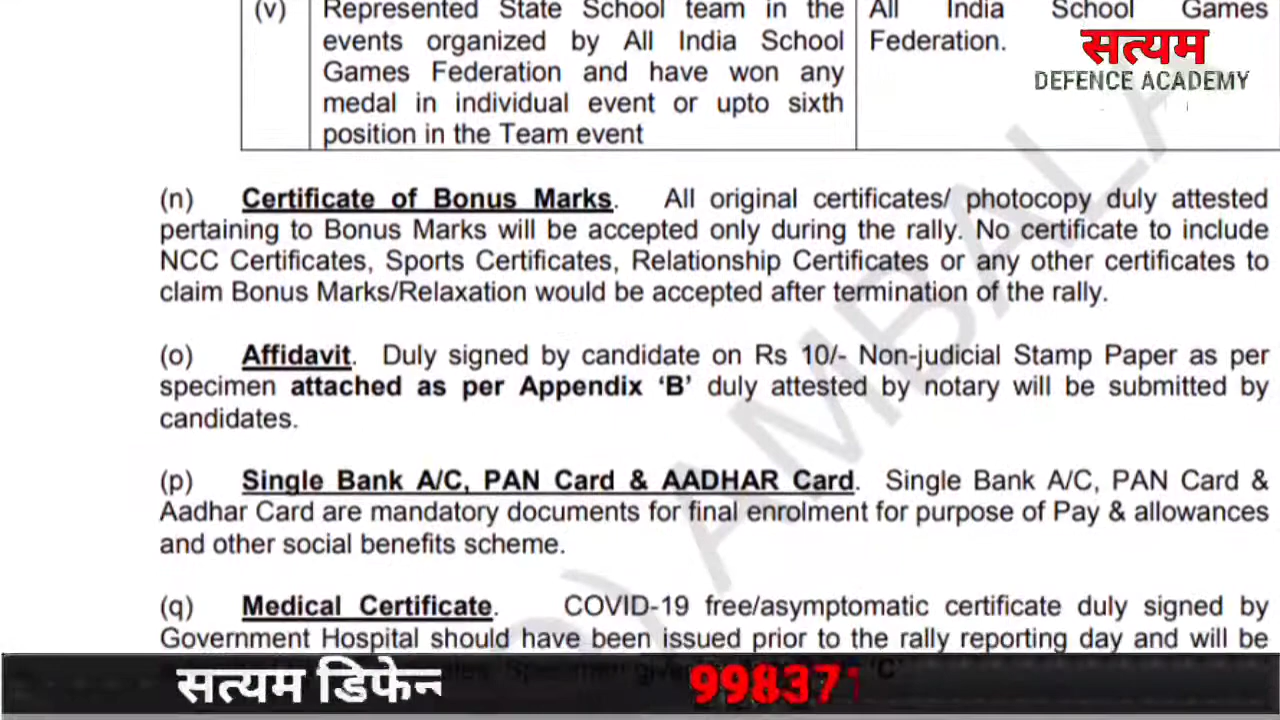 (v) Represented State School team in the All India School Games
events organized by All India School Federation.
Games Federation and have won any
medal in individual event or upto sixth
position in the Team event
सत्यम
DEFENCE ACADEMY
(n) Certificate of Bonus Marks. All original certificates/ photocopy duly attested
pertaining to Bonus Marks will be accepted only during the rally. No certificate to include
NCC Certificates, Sports Certificates, Relationship Certificates or any other certificates to
claim Bonus Marks/Relaxation would be accepted after termination of the rally.
(o) Affidavit. Duly signed by candidate on Rs 10/- Non-judicial Stamp Paper as per
specimen attached as per Appendix ‘B’ duly attested by notary will be submitted by
candidates.
(p) Single Bank A/C, PAN Card & AADHAR Card. Single Bank A/C, PAN Card &
Aadhar Card are mandatory documents for final enrolment for purpose of Pay & allowances
and other social benefits scheme.
(q) Medical Certificate. COVID-19 free/asymptomatic certificate duly signed by
Government Hospital should have been issued prior to the rally reporting day and will be
AMBALA
सत्यम डिफेन 99837